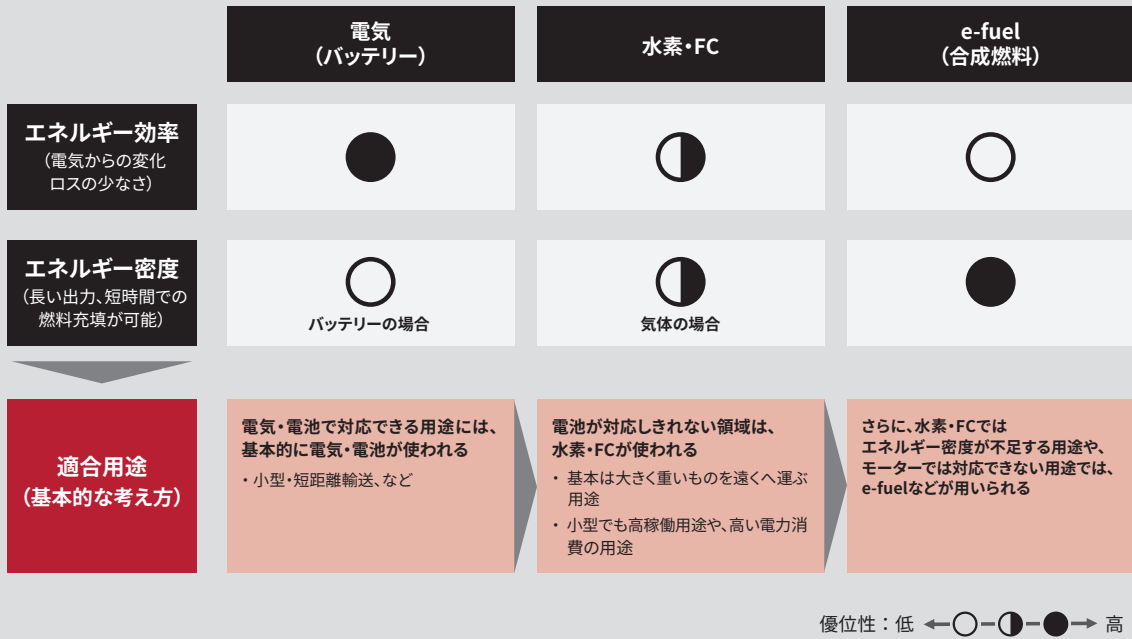 電気
（バッテリー）
水素・FC
e-fuel
（合成燃料）
エネルギー効率
（電気からの変化
ロスの少なさ）
エネルギー密度
（長い出力、短時間での
燃料充填が可能）
バッテリーの場合
気体の場合
適合用途
（基本的な考え方）
電気・電池で対応できる用途には、
基本的に電気・電池が使われる
・小型・短距離輸送、など
電池が対応しきれない領域は、
水素・FCが使われる
・ 基本は大きく重いものを遠くへ運ぶ
用途
・ 小型でも高稼働用途や、高い電力消
費の用途
さらに、水素・FCでは
エネルギー密度が不足する用途や、
モーターでは対応できない用途では、
e-fuelなどが用いられる
優位性：低 高